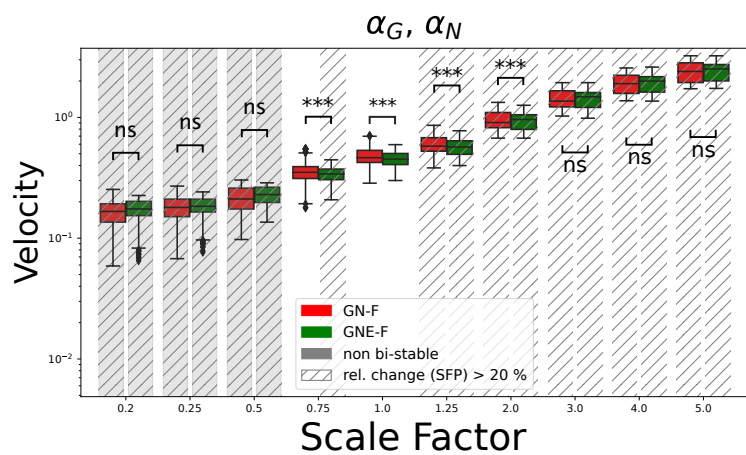 α_G, α_N
Velocity
10⁰
10⁻¹
10⁻²
ns
ns
ns
***
***
***
***
ns
ns
ns
GN-F
GNE-F
non bi-stable
rel. change (SFP) > 20 %
0.2 0.25 0.5 0.75 1.0 1.25 2.0 3.0 4.0 5.0
Scale Factor